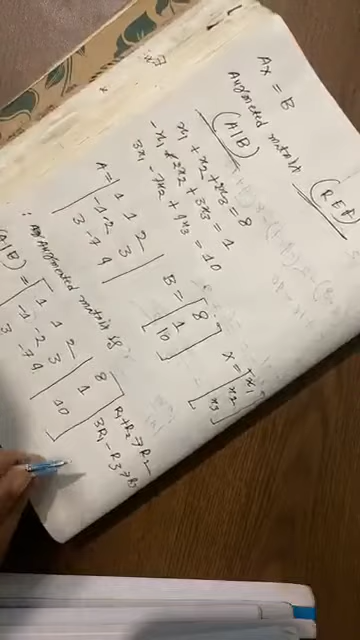 AX = B
Augmented matrix (REF)
(A|B)
x1 + x2 + 2x3 = 8
-x1 - 2x2 + 3x3 = 1
3x1 - 7x2 + 4x3 = 10
A = [ 1 1 2
-1 -2 3
3 -7 4 ]
B = [ 8
1
10 ]
X = [ x1
x2
x3 ]
Augmented matrix is
(A|B) = [ 1 1 2 | 8
-1 -2 3 | 1
3 -7 4 | 10 ]
R1+R2→R2
3R1-R3→R3